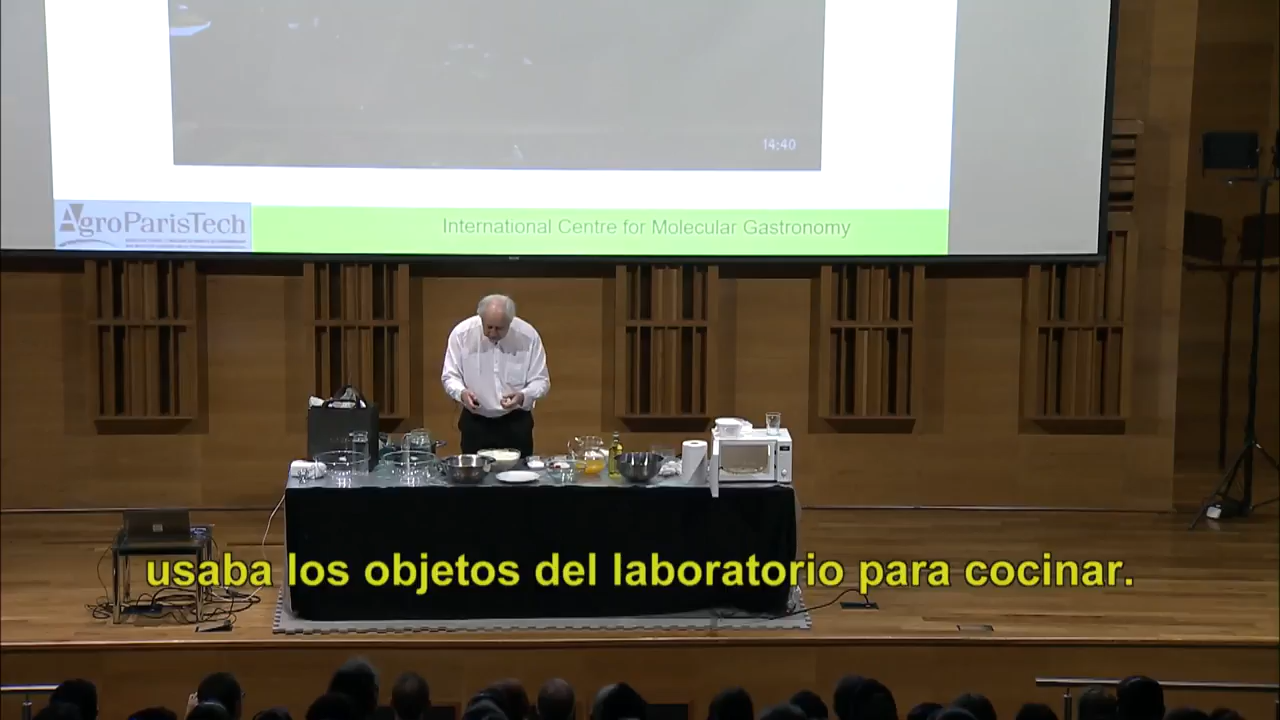 14:40
AgroParisTech
International Centre for Molecular Gastronomy
usaba los objetos del laboratorio para cocinar.